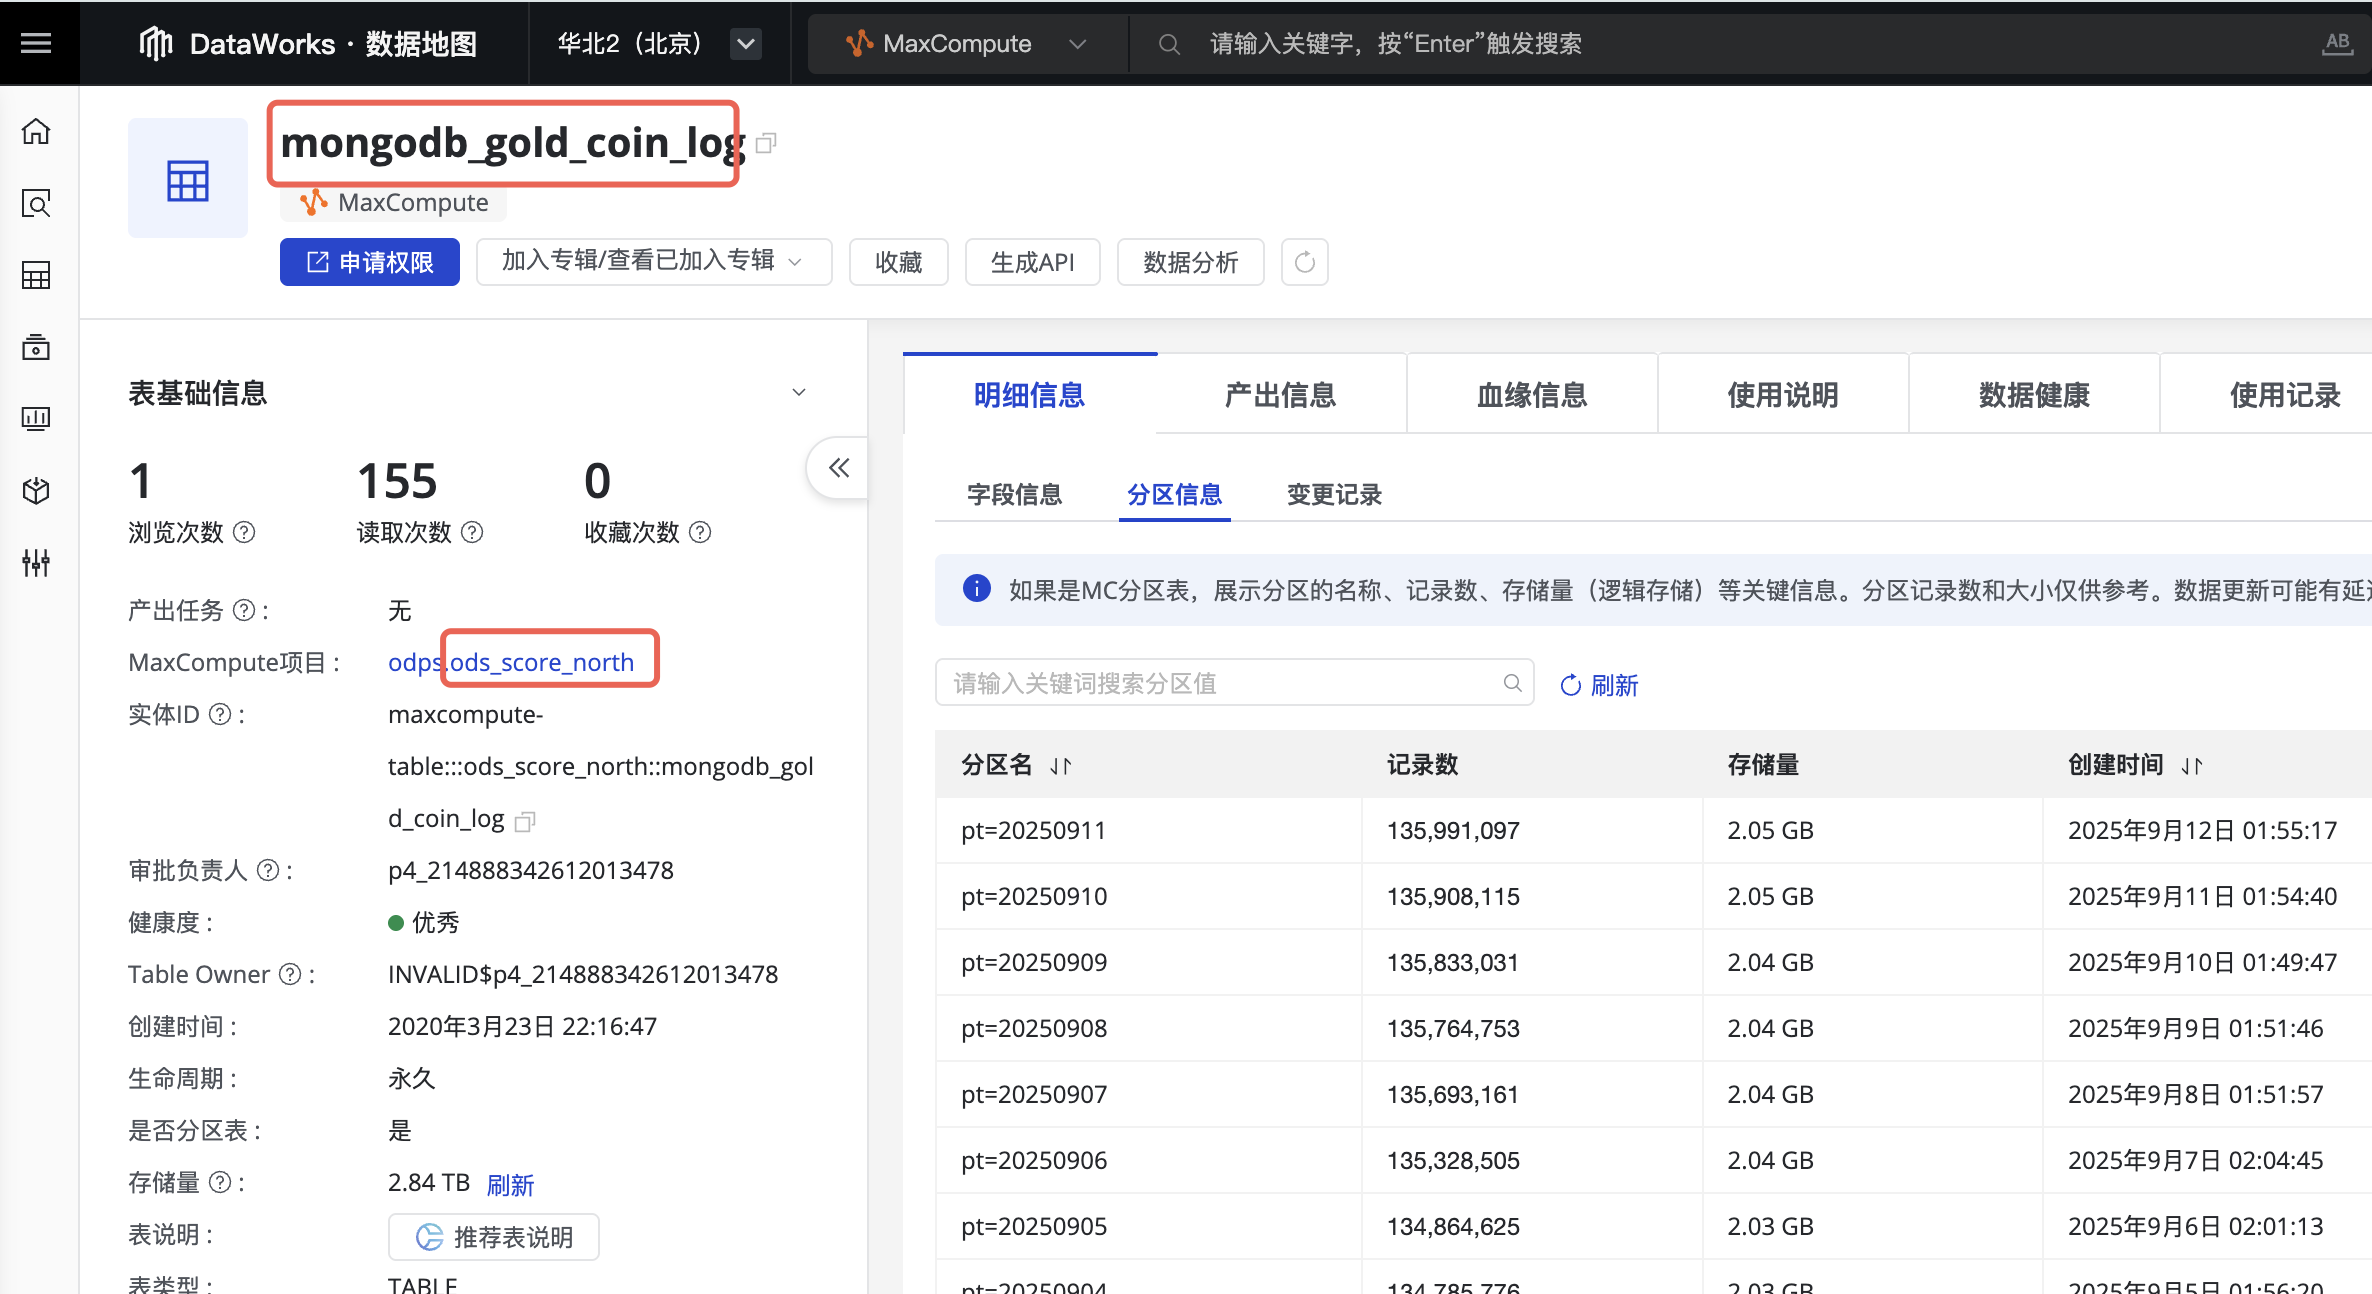 DataWorks · 数据地图
华北2（北京）
MaxCompute
请输入关键字，按“Enter”触发搜索
AB
mongodb_gold_coin_log
MaxCompute
申请权限
加入专辑/查看已加入专辑
收藏
生成API
数据分析
表基础信息
1
浏览次数
155
读取次数
0
收藏次数
产出任务 ? : 无
MaxCompute项目 : odps.ods_score_north
实体ID ? : maxcompute-
table:::ods_score_north::mongodb_gol
d_coin_log
审批负责人 ? : p4_214888342612013478
健康度 : 优秀
Table Owner ? : INVALID$p4_214888342612013478
创建时间 : 2020年3月23日 22:16:47
生命周期 : 永久
是否分区表 : 是
存储量 ? : 2.84 TB 刷新
表说明 : 推荐表说明
表类型 : TABLE
明细信息 产出信息 血缘信息 使用说明 数据健康 使用记录
字段信息 分区信息 变更记录
如果是MC分区表，展示分区的名称、记录数、存储量（逻辑存储）等关键信息。分区记录数和大小仅供参考。数据更新可能有延
请输入关键词搜索分区值
刷新
分区名 记录数 存储量 创建时间
pt=20250911 135,991,097 2.05 GB 2025年9月12日 01:55:17
pt=20250910 135,908,115 2.05 GB 2025年9月11日 01:54:40
pt=20250909 135,833,031 2.04 GB 2025年9月10日 01:49:47
pt=20250908 135,764,753 2.04 GB 2025年9月9日 01:51:46
pt=20250907 135,693,161 2.04 GB 2025年9月8日 01:51:57
pt=20250906 135,328,505 2.04 GB 2025年9月7日 02:04:45
pt=20250905 134,864,625 2.03 GB 2025年9月6日 02:01:13
pt=20250904 134,785,776 2.03 GB 2025年9月5日 01:56:20